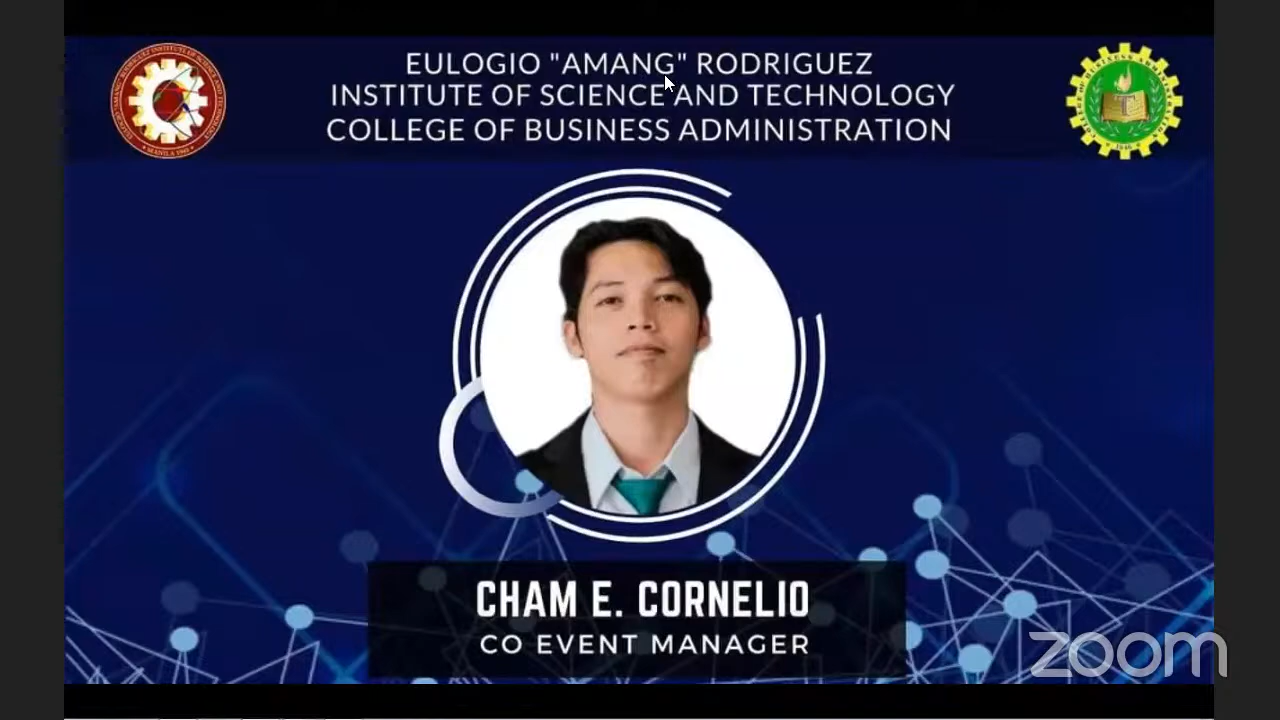 EULOGIO "AMANG" RODRIGUEZ
INSTITUTE OF SCIENCE AND TECHNOLOGY
COLLEGE OF BUSINESS ADMINISTRATION
CHAM E. CORNELIO
CO EVENT MANAGER
zoom